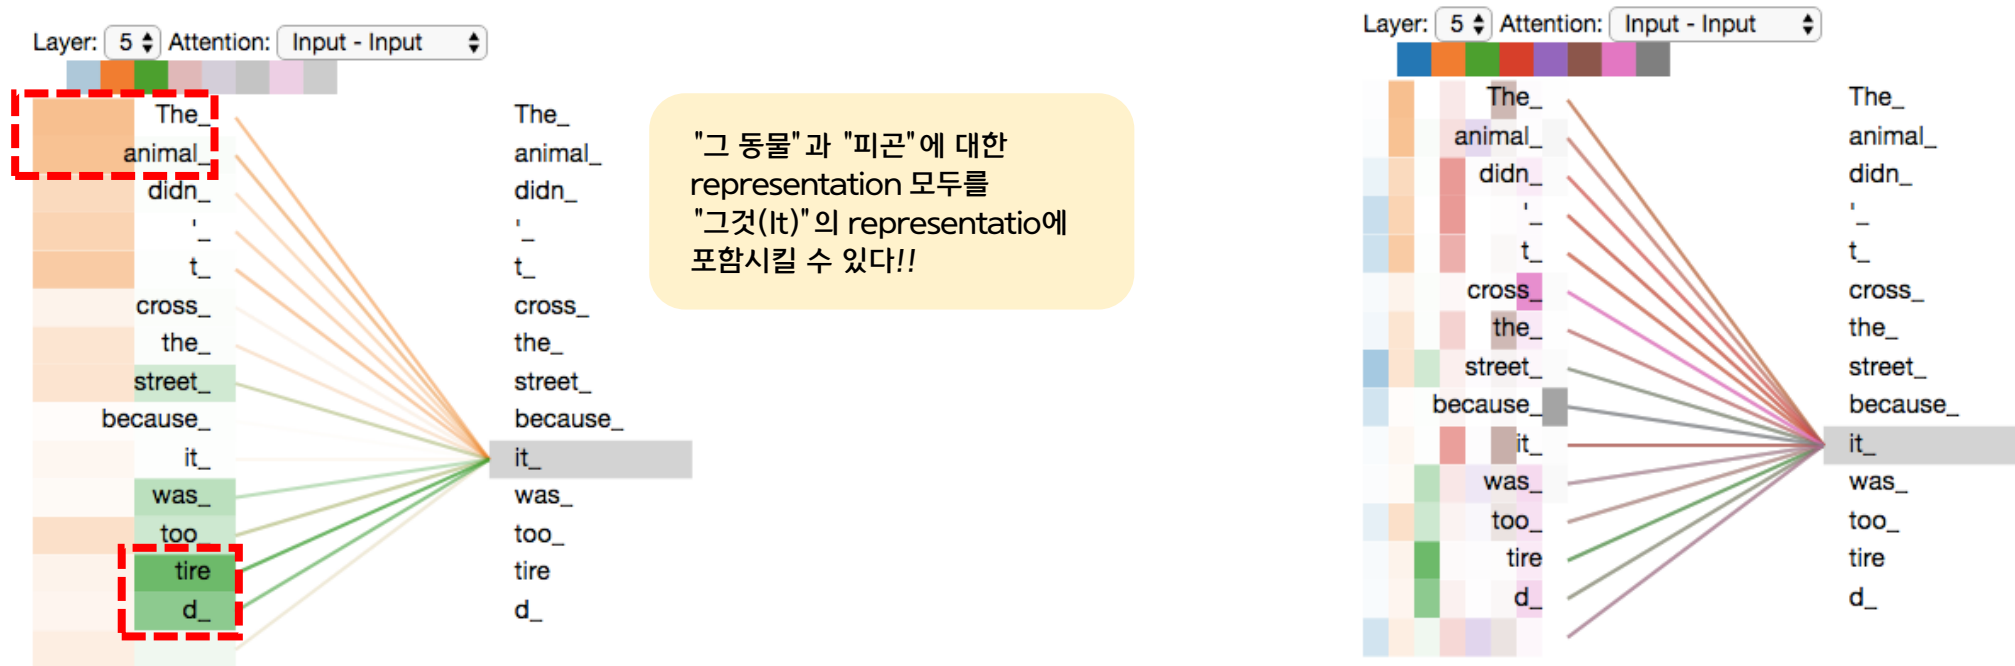 Layer: 5 Attention: Input - Input
The_
animal_
didn_
'_
t_
cross_
the_
street_
because_
it_
was_
too_
tire
d_
The_
animal_
didn_
'_
t_
cross_
the_
street_
because_
it_
was_
too_
tire
d_
"그 동물"과 "피곤"에 대한
representation 모두를
"그것(It)"의 representatio에
포함시킬 수 있다!!
Layer: 5 Attention: Input - Input
The_
animal_
didn_
'_
t_
cross_
the_
street_
because_
it_
was_
too_
tire
d_
The_
animal_
didn_
'_
t_
cross_
the_
street_
because_
it_
was_
too_
tire
d_